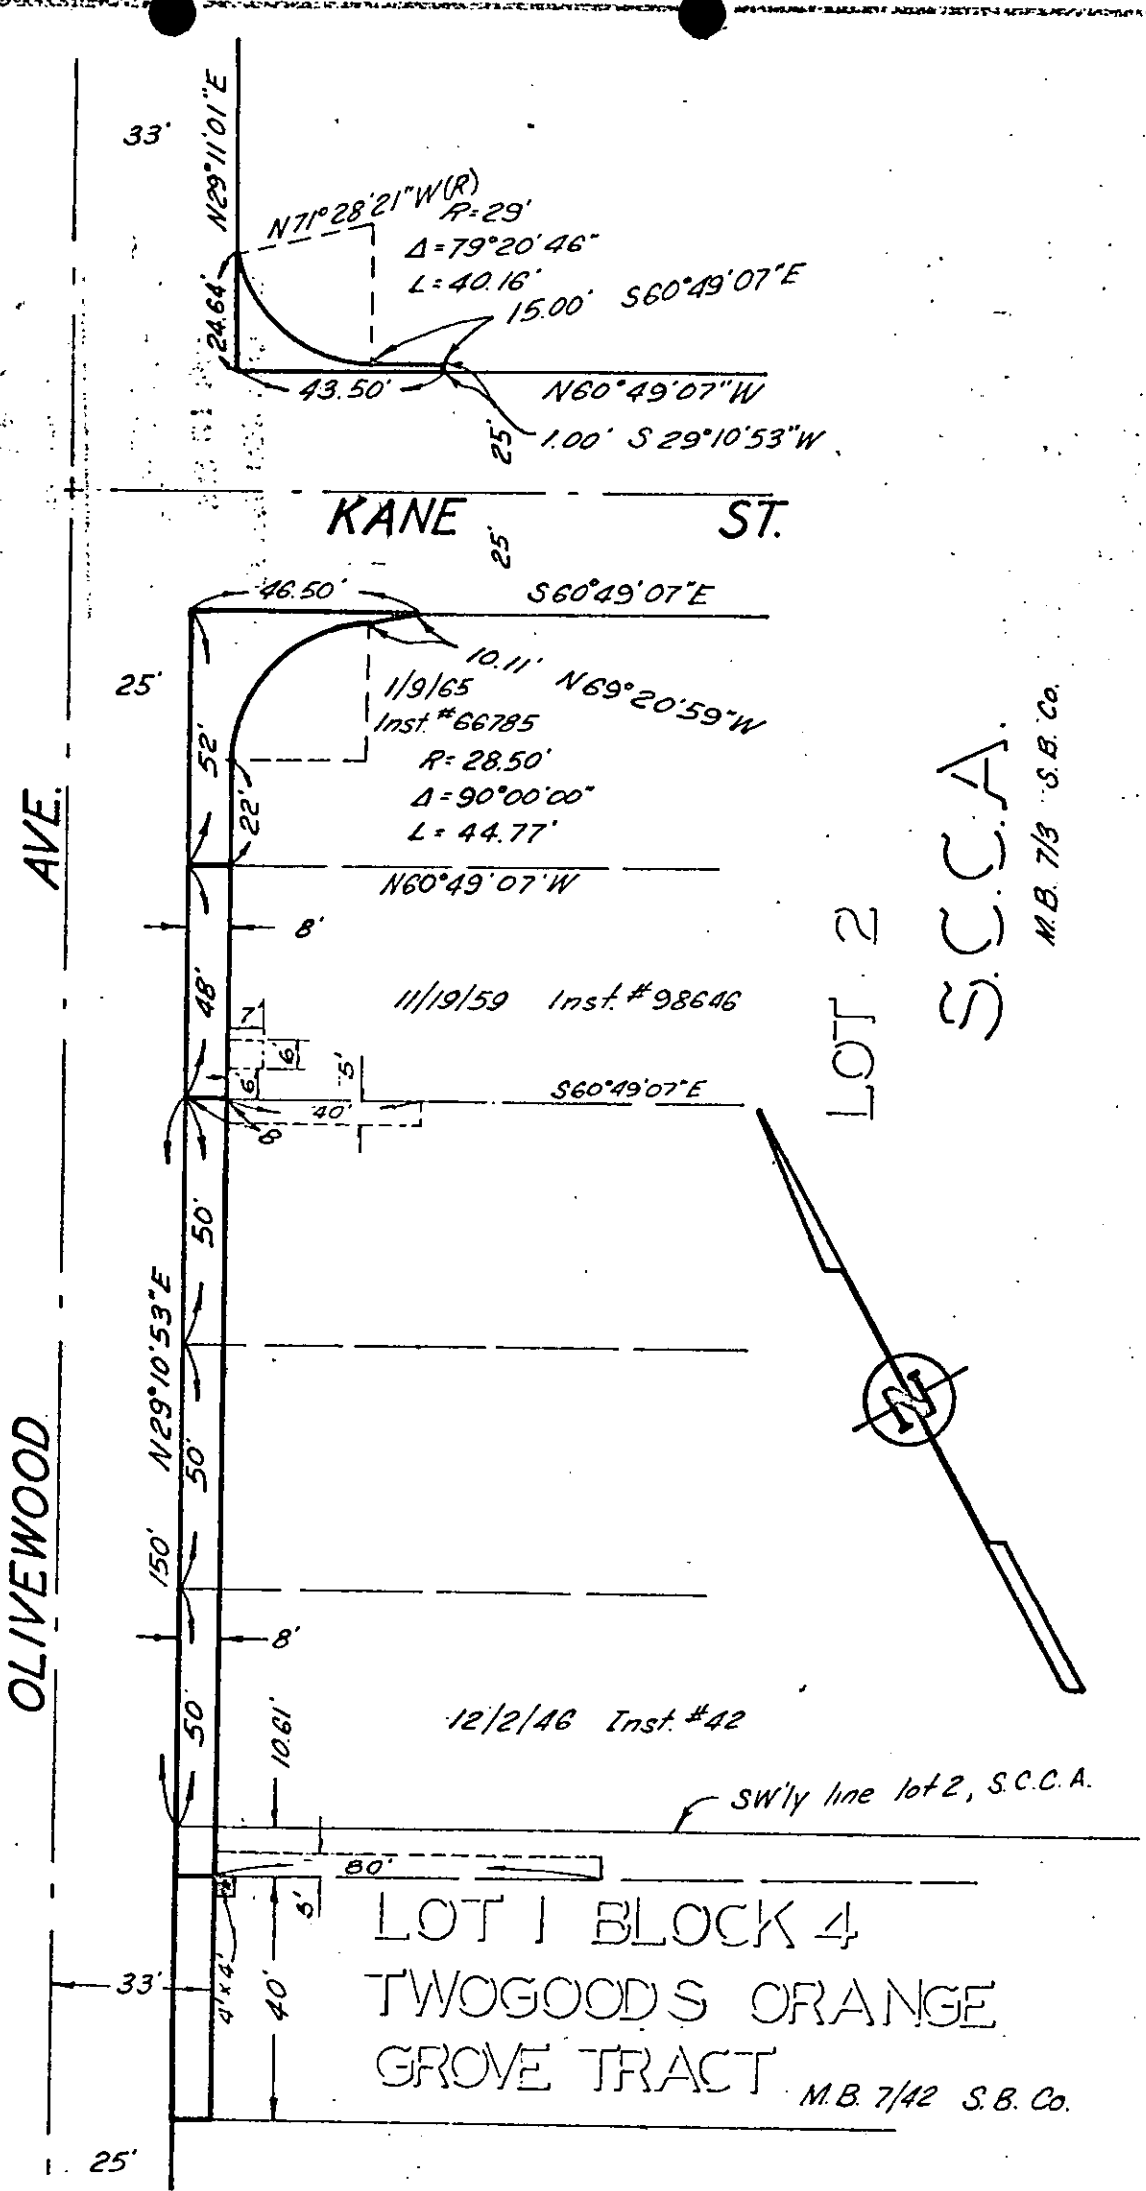 33'
N29°11'01"E
N71°28'21"W(R)
R=29'
Δ=79°20'46"
L=40.16'
15.00' S60°49'07"E
24.64'
43.50'
N60°49'07"W
25'
1.00' S29°10'53"W
KANE ST.
25'
46.50'
S60°49'07"E
10.11' N69°20'59"W
25'
1/9/65
Inst. #66785
R=28.50'
Δ=90°00'00"
L=44.77'
52'
22'
N60°49'07"W
AVE.
8'
48'
11/19/59 Inst. #98646
7
6
6
5'
S60°49'07"E
40'
8
LOT 2
S.C.C.A.
M.B. 7/3 S.B. Co.
50'
N29°10'53"E
50'
N
150'
OLIVEWOOD
8'
50'
10.61'
12/2/46 Inst. #42
SW'ly line lot 2, S.C.C.A.
80'
5'
LOT 1 BLOCK 4
TWOGOODS ORANGE
GROVE TRACT
M.B. 7/42 S.B. Co.
33'
4'x4'
40'
25'